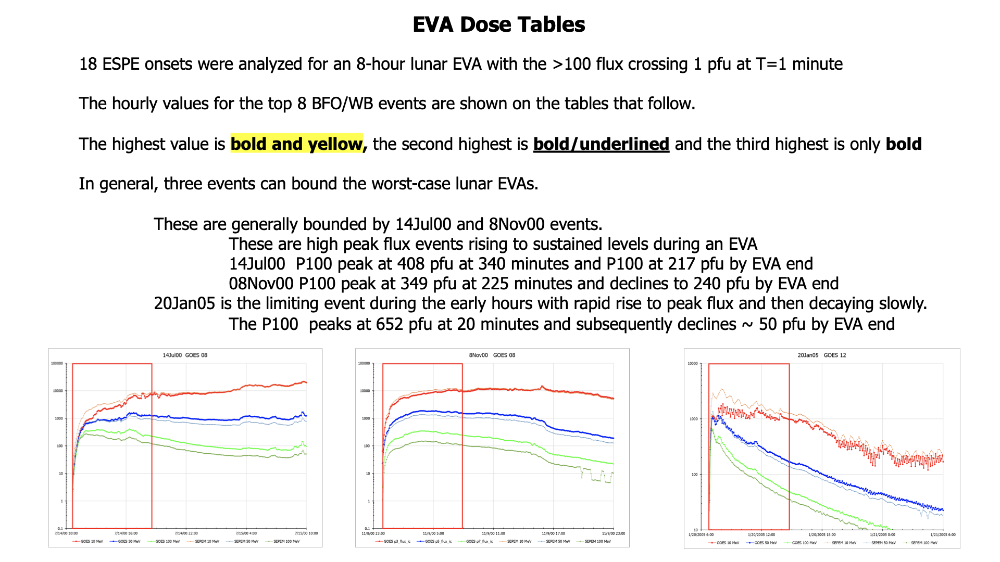 EVA Dose Tables
18 ESPE onsets were analyzed for an 8-hour lunar EVA with the >100 flux crossing 1 pfu at T=1 minute
The hourly values for the top 8 BFO/WB events are shown on the tables that follow.
The highest value is bold and yellow, the second highest is bold/underlined and the third highest is only bold
In general, three events can bound the worst-case lunar EVAs.
These are generally bounded by 14Jul00 and 8Nov00 events.
These are high peak flux events rising to sustained levels during an EVA
14Jul00  P100 peak at 408 pfu at 340 minutes and P100 at 217 pfu by EVA end
08Nov00 P100 peak at 349 pfu at 225 minutes and declines to 240 pfu by EVA end
20Jan05 is the limiting event during the early hours with rapid rise to peak flux and then decaying slowly.
The P100  peaks at 652 pfu at 20 minutes and subsequently declines ~ 50 pfu by EVA end
14Jul00  GOES 08
100000
10000
1000
100
10
1
0.1
7/14/00 10:00 7/14/00 16:00 7/14/00 22:00 7/15/00 4:00 7/15/00 10:00
GOES 10 MeV GOES 50 MeV GOES 100 MeV SEPEM 10 MeV SEPEM 50 MeV SEPEM 100 MeV
8Nov00   GOES 08
100000
10000
1000
100
10
1
0.1
11/8/00 23:00 11/9/00 5:00 11/9/00 11:00 11/9/00 17:00 11/9/00 23:00
GOES p3_flux_ic GOES p5_flux_ic GOES p7_flux_ic SEPEM 10 MeV SEPEM 50 MeV SEPEM 100 MeV
20Jan05   GOES 12
10000
1000
100
10
1/20/2005 6:00 1/20/2005 12:00 1/20/2005 18:00 1/21/2005 0:00 1/21/2005 6:00
GOES 10 MeV GOES 50 MeV GOES 100 MeV SEPEM 10 MeV SEPEM 50 MeV SEPEM 100 MeV